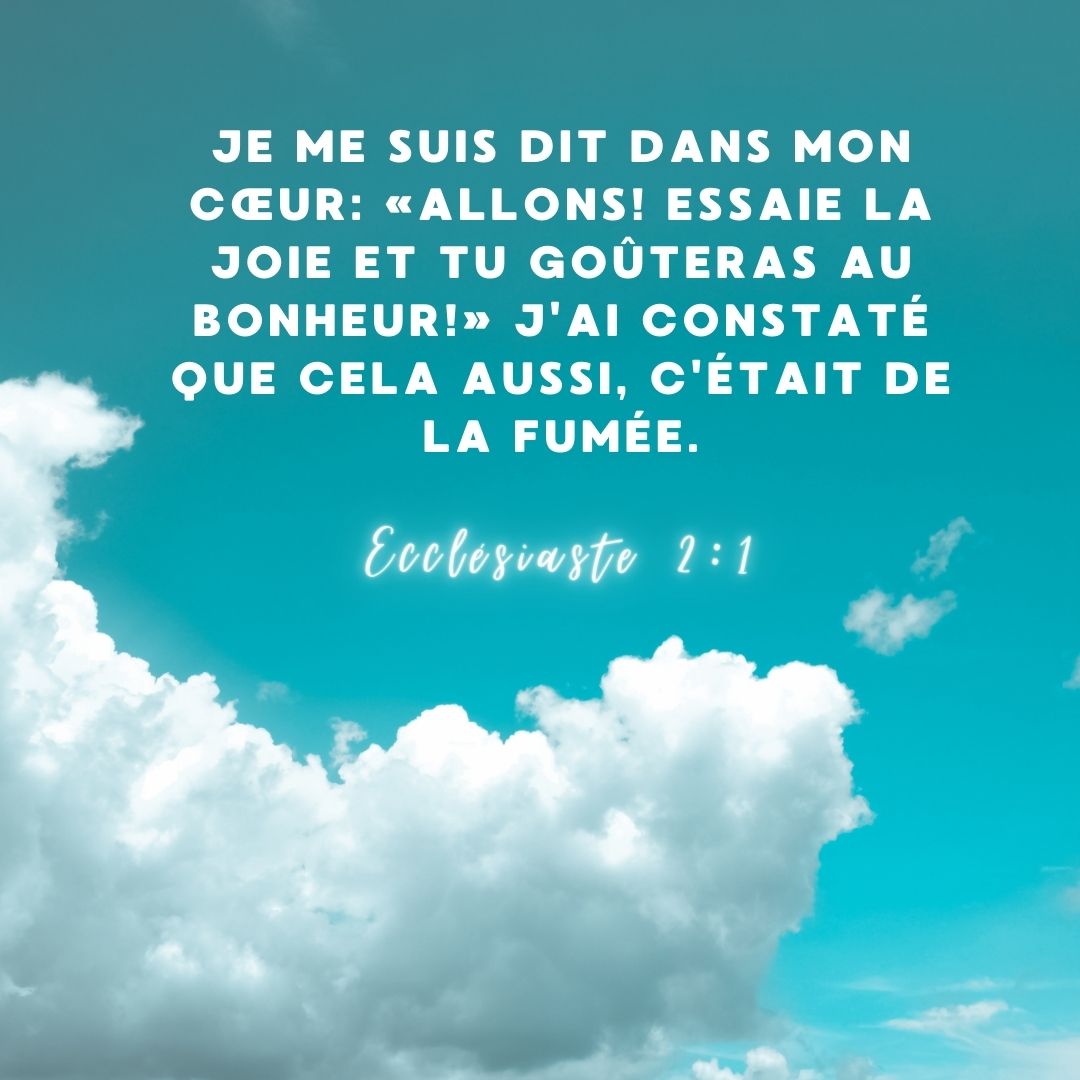 JE ME SUIS DIT DANS MON
CŒUR: «ALLONS! ESSAIE LA
JOIE ET TU GOÛTERAS AU
BONHEUR!» J'AI CONSTATÉ
QUE CELA AUSSI, C'ÉTAIT DE
LA FUMÉE.
Ecclésiaste 2:1